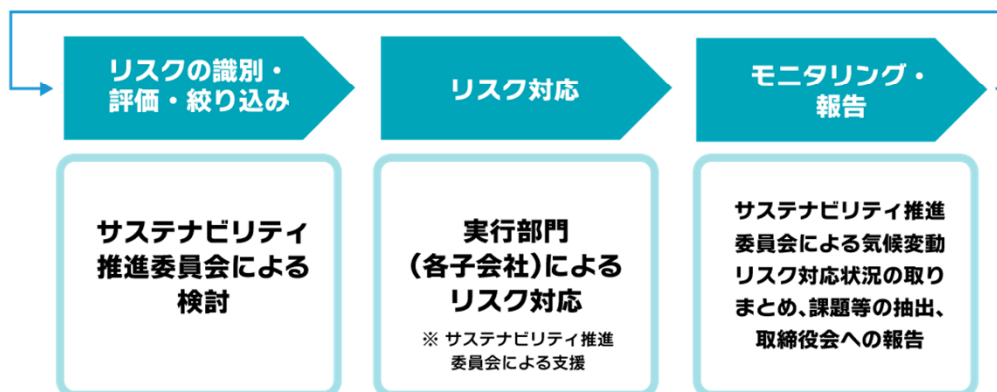 リスクの識別・
評価・絞り込み
リスク対応
モニタリング・
報告
サステナビリティ
推進委員会による
検討
実行部門
（各子会社）による
リスク対応
※ サステナビリティ推進
委員会による支援
サステナビリティ推進
委員会による気候変動
リスク対応状況の取り
まとめ、課題等の抽出、
取締役会への報告